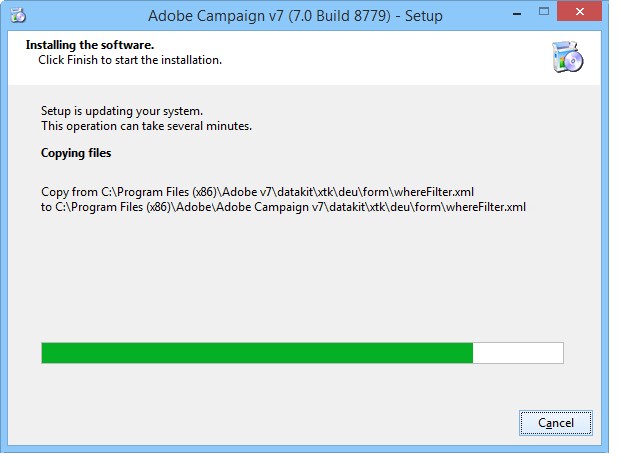 Adobe Campaign v7 (7.0 Build 8779) - Setup
Installing the software.
Click Finish to start the installation.
Setup is updating your system.
This operation can take several minutes.
Copying files
Copy from C:\Program Files (x86)\Adobe v7\datakit\xtk\deu\form\whereFilter.xml
to C:\Program Files (x86)\Adobe\Adobe Campaign v7\datakit\xtk\deu\form\whereFilter.xml
Cancel